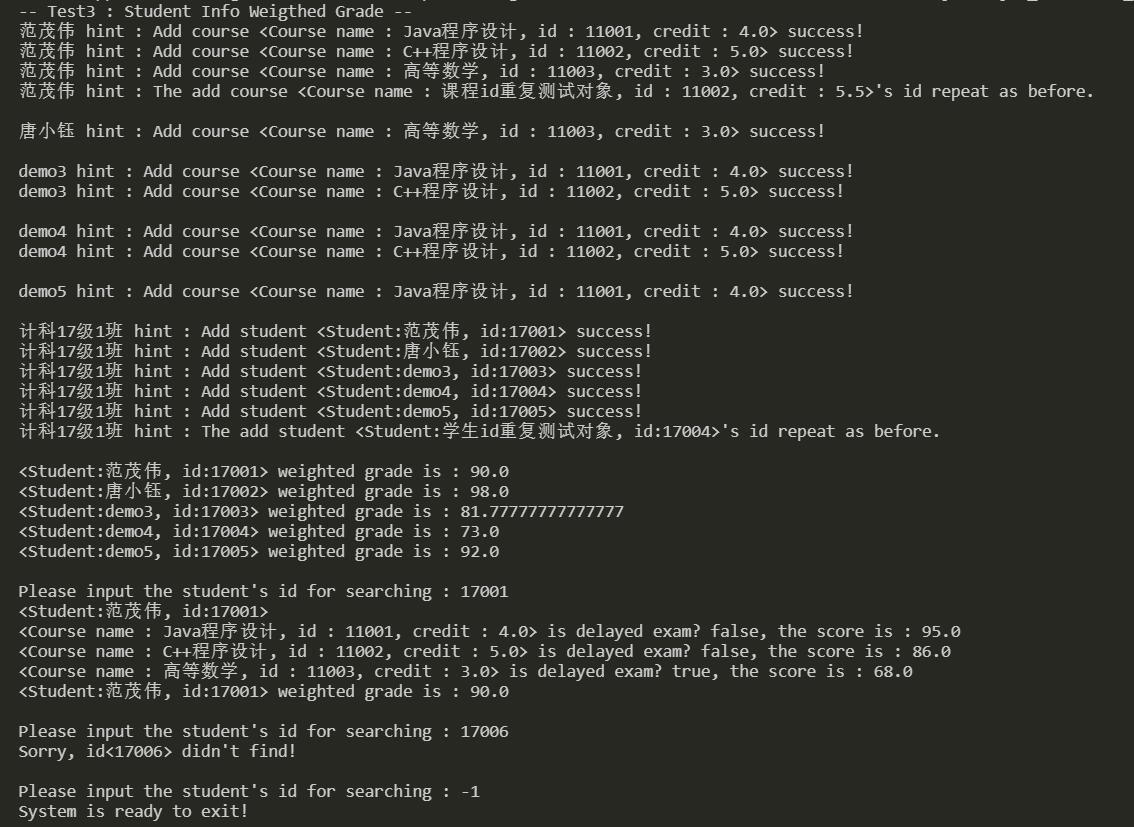 -- Test3 : Student Info Weigthed Grade --
范茂伟 hint : Add course <Course name : Java程序设计, id : 11001, credit : 4.0> success!
范茂伟 hint : Add course <Course name : C++程序设计, id : 11002, credit : 5.0> success!
范茂伟 hint : Add course <Course name : 高等数学, id : 11003, credit : 3.0> success!
范茂伟 hint : The add course <Course name : 课程id重复测试对象, id : 11002, credit : 5.5>'s id repeat as before.
唐小钰 hint : Add course <Course name : 高等数学, id : 11003, credit : 3.0> success!
demo3 hint : Add course <Course name : Java程序设计, id : 11001, credit : 4.0> success!
demo3 hint : Add course <Course name : C++程序设计, id : 11002, credit : 5.0> success!
demo4 hint : Add course <Course name : Java程序设计, id : 11001, credit : 4.0> success!
demo4 hint : Add course <Course name : C++程序设计, id : 11002, credit : 5.0> success!
demo5 hint : Add course <Course name : Java程序设计, id : 11001, credit : 4.0> success!
计科17级1班 hint : Add student <Student:范茂伟, id:17001> success!
计科17级1班 hint : Add student <Student:唐小钰, id:17002> success!
计科17级1班 hint : Add student <Student:demo3, id:17003> success!
计科17级1班 hint : Add student <Student:demo4, id:17004> success!
计科17级1班 hint : Add student <Student:demo5, id:17005> success!
计科17级1班 hint : The add student <Student:学生id重复测试对象, id:17004>'s id repeat as before.
<Student:范茂伟, id:17001> weighted grade is : 90.0
<Student:唐小钰, id:17002> weighted grade is : 98.0
<Student:demo3, id:17003> weighted grade is : 81.77777777777777
<Student:demo4, id:17004> weighted grade is : 73.0
<Student:demo5, id:17005> weighted grade is : 92.0
Please input the student's id for searching : 17001
<Student:范茂伟, id:17001>
<Course name : Java程序设计, id : 11001, credit : 4.0> is delayed exam? false, the score is : 95.0
<Course name : C++程序设计, id : 11002, credit : 5.0> is delayed exam? false, the score is : 86.0
<Course name : 高等数学, id : 11003, credit : 3.0> is delayed exam? true, the score is : 68.0
<Student:范茂伟, id:17001> weighted grade is : 90.0
Please input the student's id for searching : 17006
Sorry, id<17006> didn't find!
Please input the student's id for searching : -1
System is ready to exit!